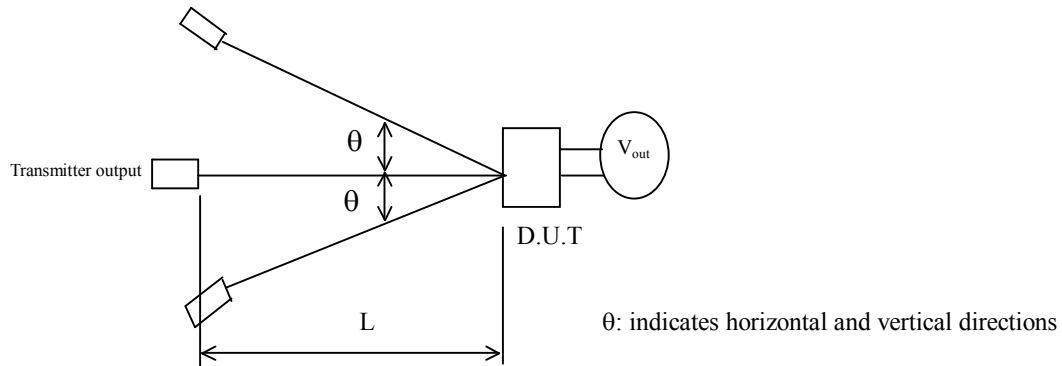 θ
V_out
Transmitter output
θ
D.U.T
L
θ: indicates horizontal and vertical directions